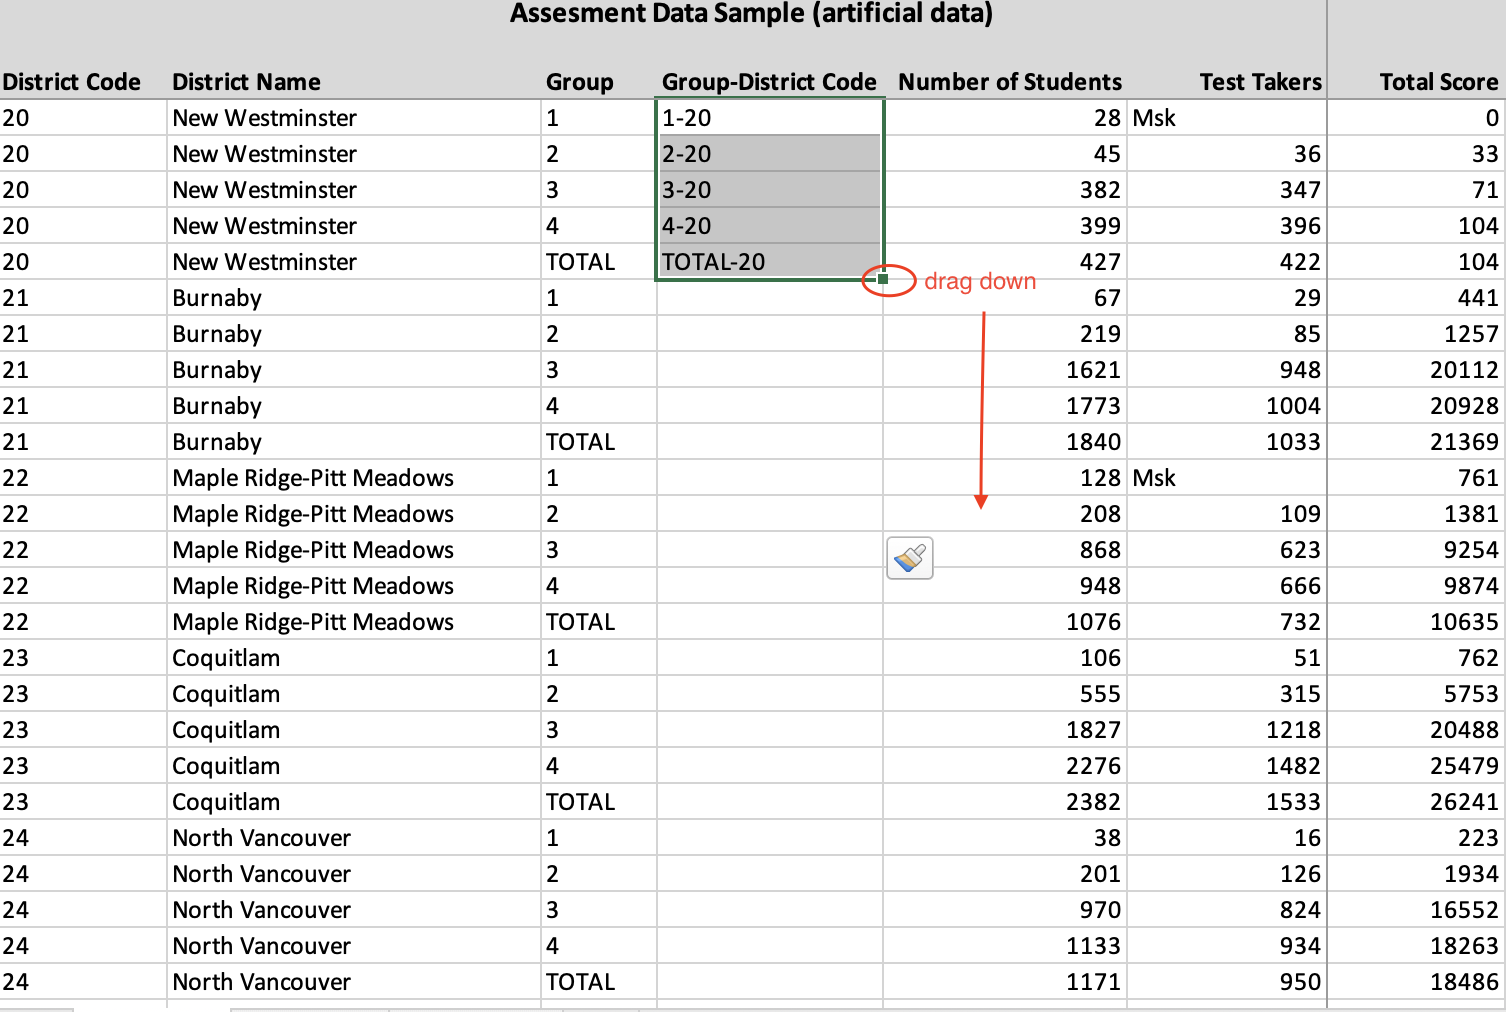 Assesment Data Sample (artificial data)
District Code District Name Group Group-District Code Number of Students Test Takers Total Score
20 New Westminster 1 1-20 28 Msk 0
20 New Westminster 2 2-20 45 36 33
20 New Westminster 3 3-20 382 347 71
20 New Westminster 4 4-20 399 396 104
20 New Westminster TOTAL TOTAL-20 427 422 104
drag down
21 Burnaby 1 67 29 441
21 Burnaby 2 219 85 1257
21 Burnaby 3 1621 948 20112
21 Burnaby 4 1773 1004 20928
21 Burnaby TOTAL 1840 1033 21369
22 Maple Ridge-Pitt Meadows 1 128 Msk 761
22 Maple Ridge-Pitt Meadows 2 208 109 1381
22 Maple Ridge-Pitt Meadows 3 868 623 9254
22 Maple Ridge-Pitt Meadows 4 948 666 9874
22 Maple Ridge-Pitt Meadows TOTAL 1076 732 10635
23 Coquitlam 1 106 51 762
23 Coquitlam 2 555 315 5753
23 Coquitlam 3 1827 1218 20488
23 Coquitlam 4 2276 1482 25479
23 Coquitlam TOTAL 2382 1533 26241
24 North Vancouver 1 38 16 223
24 North Vancouver 2 201 126 1934
24 North Vancouver 3 970 824 16552
24 North Vancouver 4 1133 934 18263
24 North Vancouver TOTAL 1171 950 18486